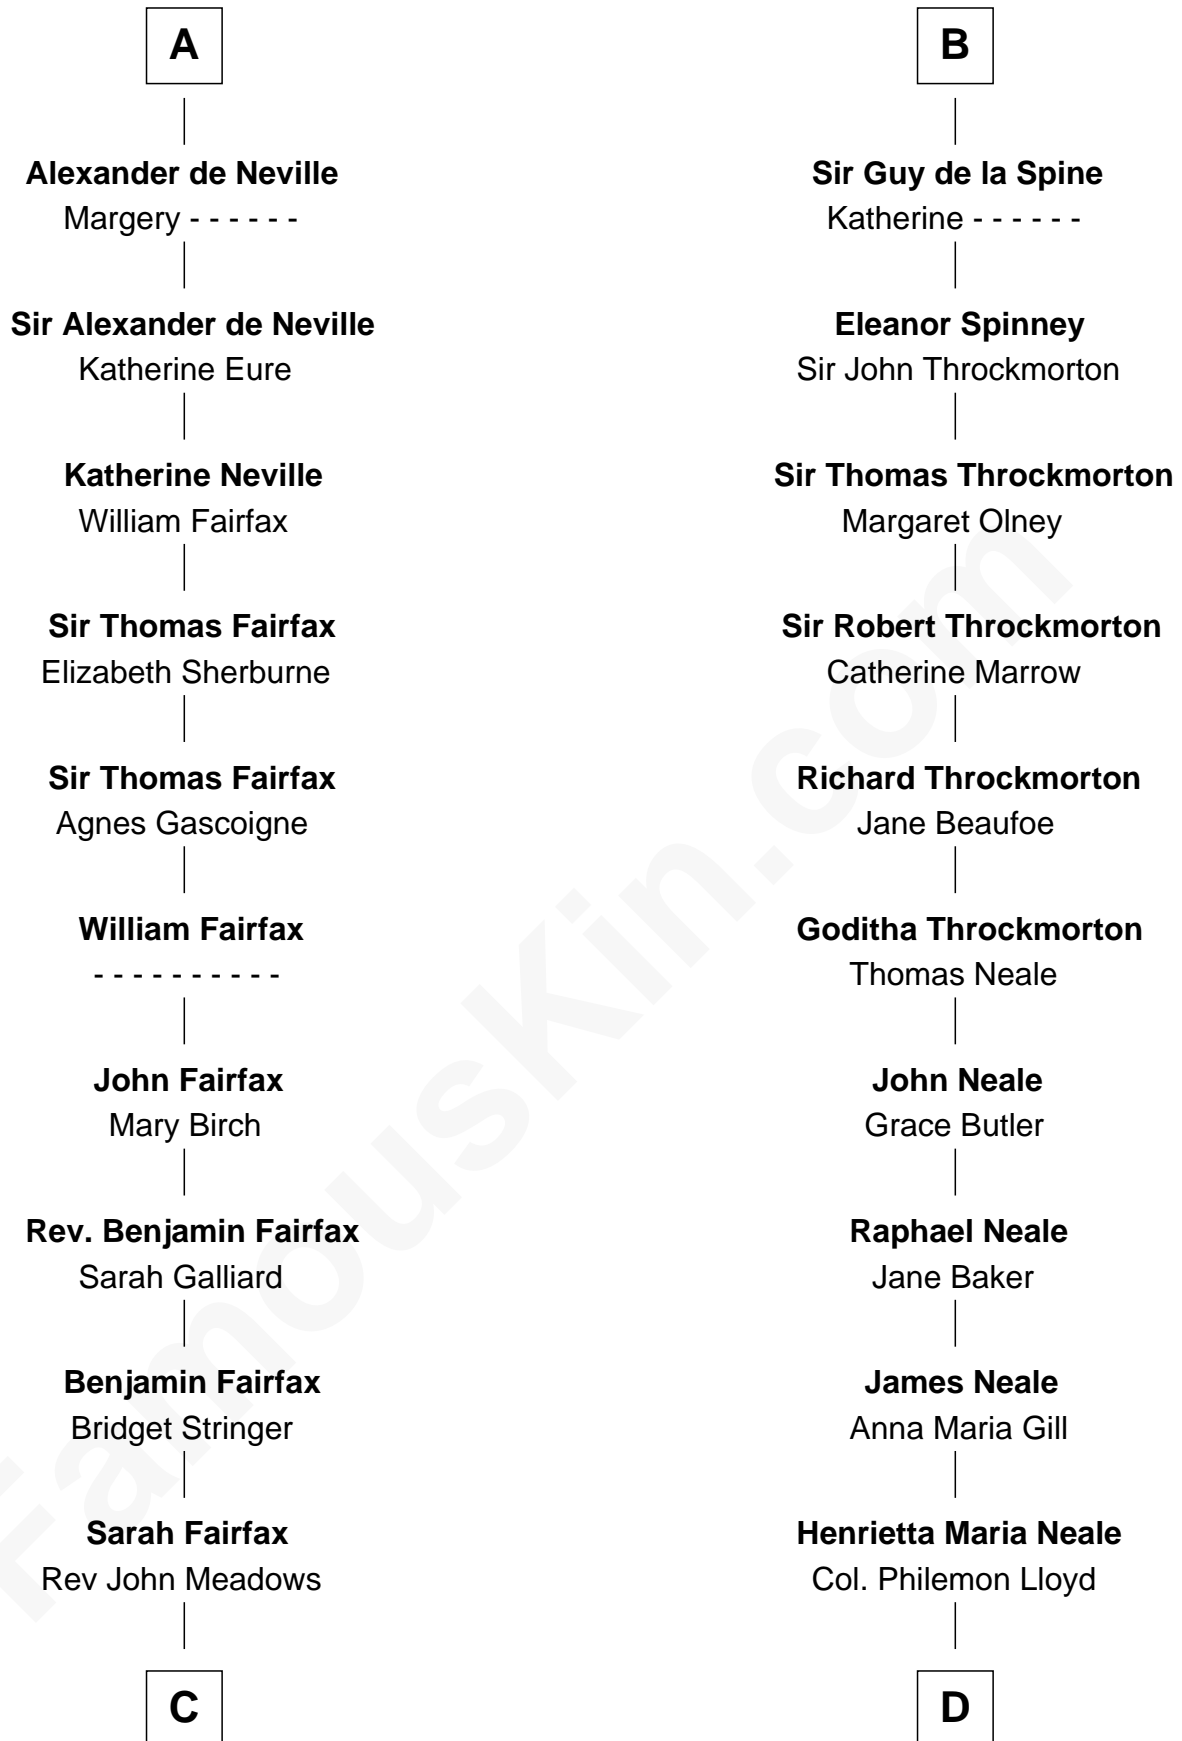 A
Alexander de Neville
Margery - - - - - -
Sir Alexander de Neville
Katherine Eure
Katherine Neville
William Fairfax
Sir Thomas Fairfax
Elizabeth Sherburne
Sir Thomas Fairfax
Agnes Gascoigne
William Fairfax
- - - - - - - - - -
John Fairfax
Mary Birch
Rev. Benjamin Fairfax
Sarah Galliard
Benjamin Fairfax
Bridget Stringer
Sarah Fairfax
Rev John Meadows
C
B
Sir Guy de la Spine
Katherine - - - - - -
Eleanor Spinney
Sir John Throckmorton
Sir Thomas Throckmorton
Margaret Olney
Sir Robert Throckmorton
Catherine Marrow
Richard Throckmorton
Jane Beaufoe
Goditha Throckmorton
Thomas Neale
John Neale
Grace Butler
Raphael Neale
Jane Baker
James Neale
Anna Maria Gill
Henrietta Maria Neale
Col. Philemon Lloyd
D
FamousKin.com